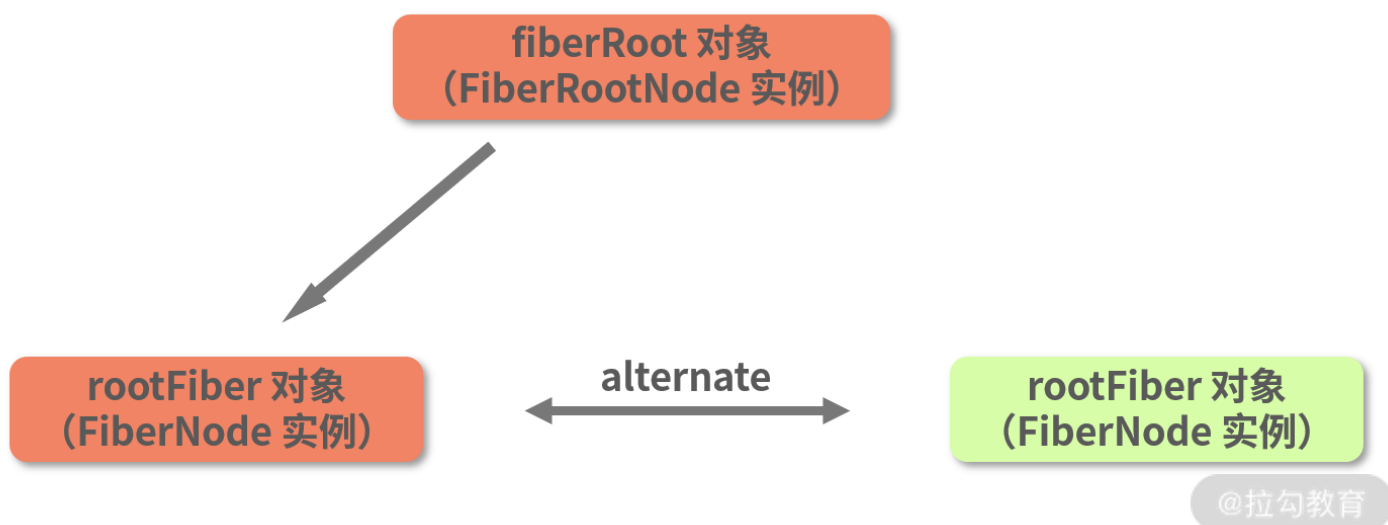 fiberRoot 对象
（FiberRootNode 实例）
alternate
rootFiber 对象
（FiberNode 实例）
rootFiber 对象
（FiberNode 实例）
@拉勾教育